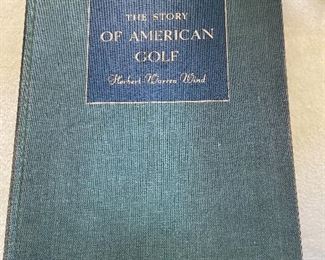 THE STORY
OF AMERICAN
GOLF
Herbert Warren Wind